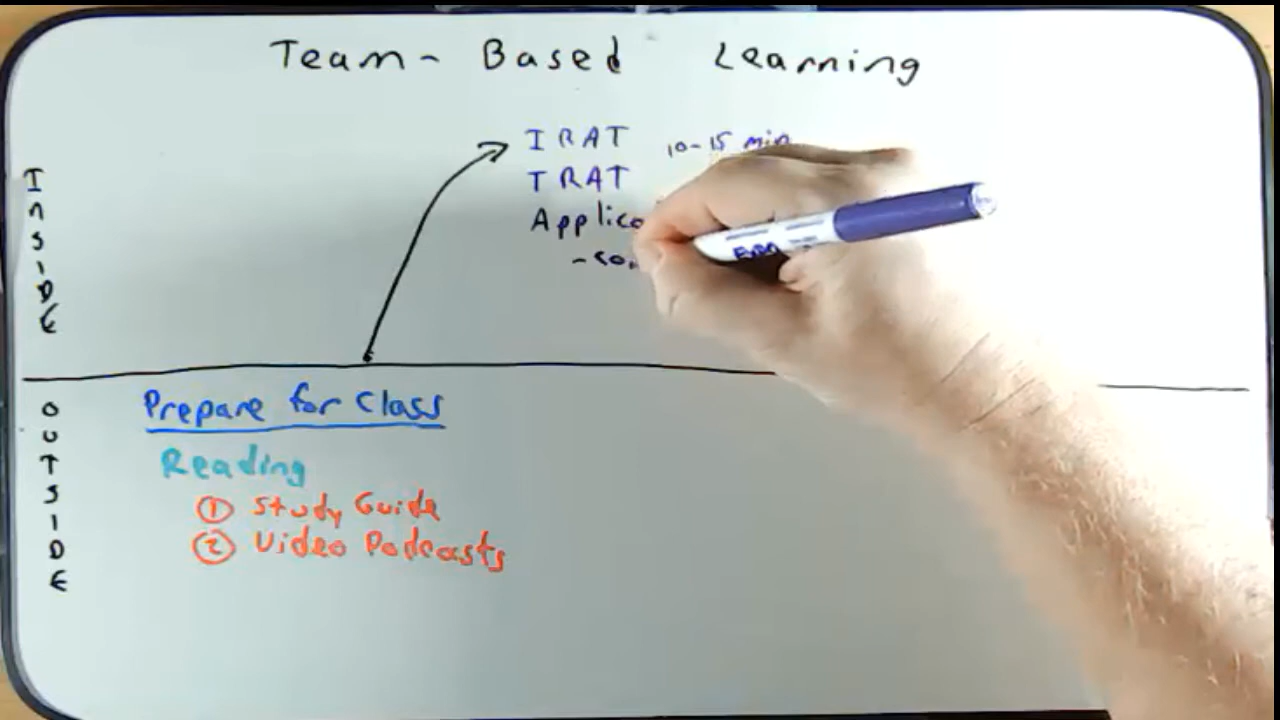 Team- Based Learning
IRAT 10-15 min
TRAT
INSIDE
Prepare for Class
Reading
① Study Guide
② Video Podcasts
OUTSIDE
EXPO